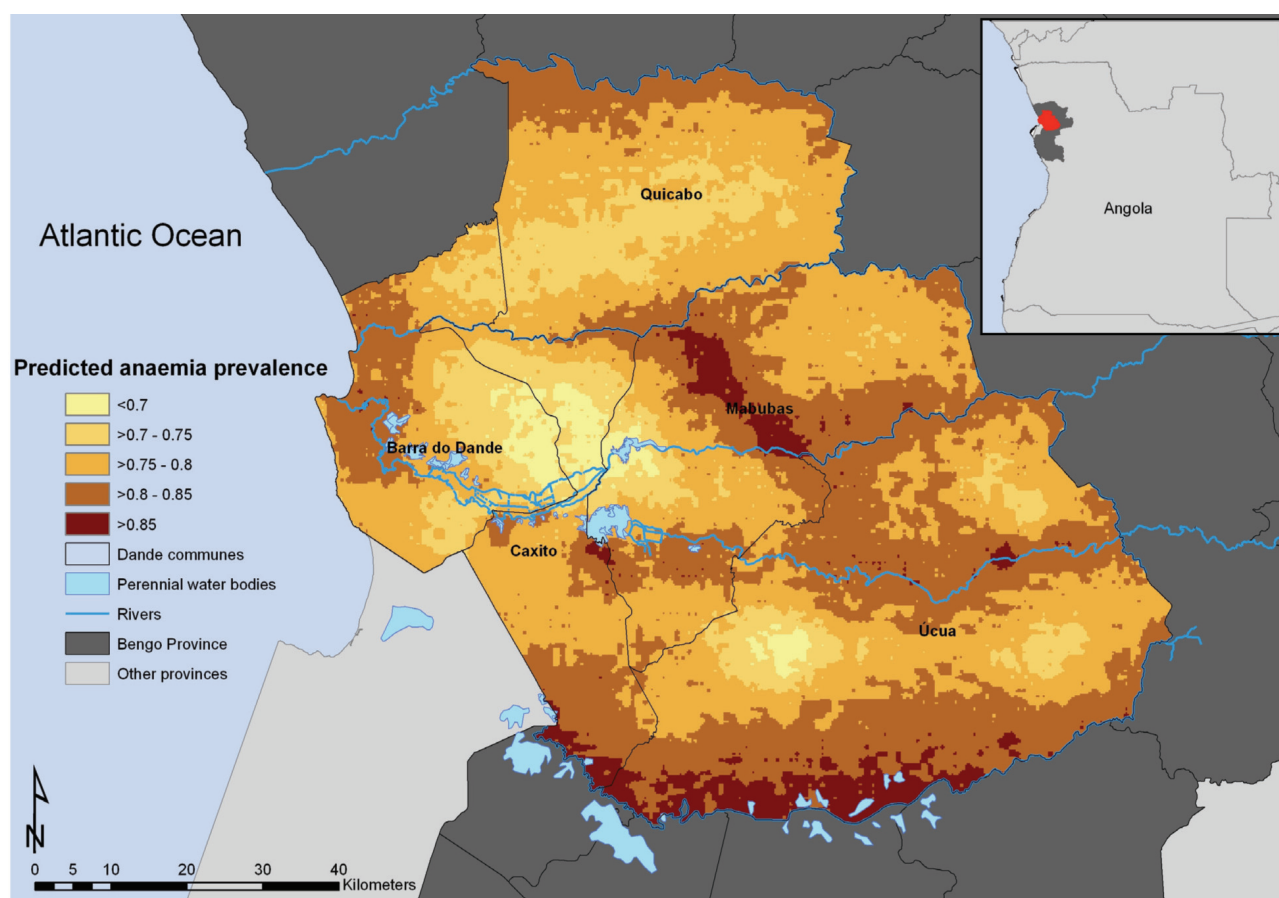 Quicabo
Atlantic Ocean
Angola
Predicted anaemia prevalence
<0.7
>0.7 - 0.75
>0.75 - 0.8
>0.8 - 0.85
>0.85
Dande communes
Perennial water bodies
Rivers
Bengo Province
Other provinces
Mabubas
Barra do Dande
Caxito
Úcua
N
0 5 10 20 30 40
Kilometers